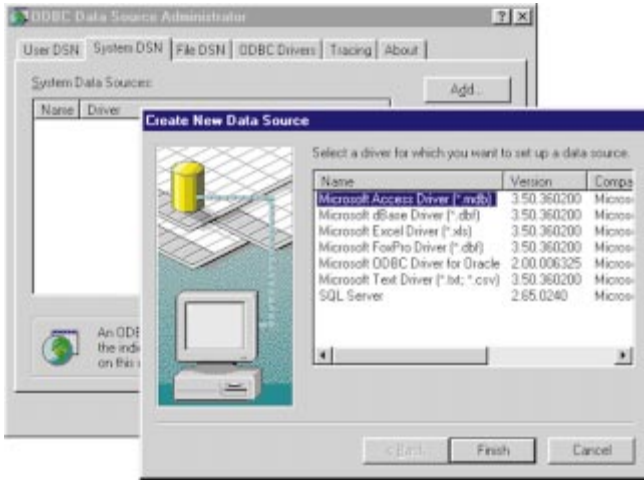 ODBC Data Source Administrator
User DSN System DSN File DSN ODBC Drivers Tracing About
System Data Sources:
Add...
Name Driver
An ODB
the indi
on this
Create New Data Source
Select a driver for which you want to set up a data source.
Name Version Compa
Microsoft Access Driver (*.mdb) 3.50.360200 Micros
Microsoft dBase Driver (*.dbf) 3.50.360200 Micros
Microsoft Excel Driver (*.xls) 3.50.360200 Micros
Microsoft FoxPro Driver (*.dbf) 3.50.360200 Micros
Microsoft ODBC Driver for Oracle 2.00.006325 Micros
Microsoft Text Driver (*.txt; *.csv) 3.50.360200 Micros
SQL Server 2.65.0240 Micros
< Back Finish Cancel